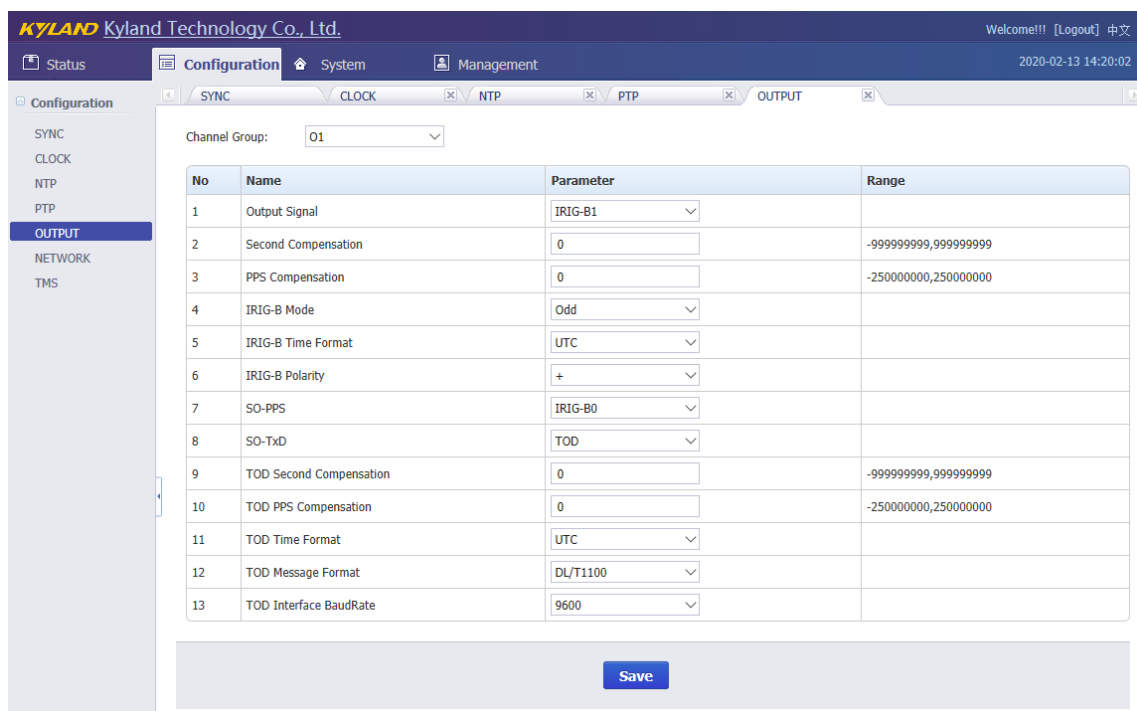 KYLAND Kyland Technology Co., Ltd. Welcome!!! [Logout] 中文
Status Configuration System Management 2020-02-13 14:20:02
Configuration
SYNC
CLOCK
NTP
PTP
OUTPUT
NETWORK
TMS
SYNC CLOCK NTP PTP OUTPUT
Channel Group: O1
No Name Parameter Range
1 Output Signal IRIG-B1
2 Second Compensation 0 -999999999,999999999
3 PPS Compensation 0 -250000000,250000000
4 IRIG-B Mode Odd
5 IRIG-B Time Format UTC
6 IRIG-B Polarity +
7 SO-PPS IRIG-B0
8 SO-TxD TOD
9 TOD Second Compensation 0 -999999999,999999999
10 TOD PPS Compensation 0 -250000000,250000000
11 TOD Time Format UTC
12 TOD Message Format DL/T1100
13 TOD Interface BaudRate 9600
Save